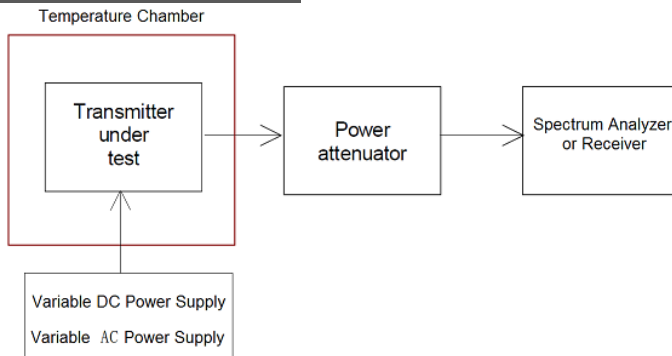 Temperature Chamber
Transmitter
under
test
Power
attenuator
Spectrum Analyzer
or Receiver
Variable DC Power Supply
Variable AC Power Supply